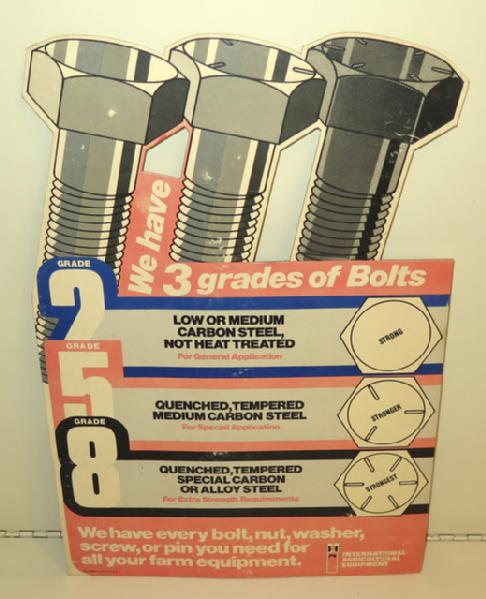 We have
3 grades of Bolts
GRADE
2
LOW OR MEDIUM
CARBON STEEL,
NOT HEAT TREATED
For General Application
STRONG
GRADE
5
QUENCHED, TEMPERED
MEDIUM CARBON STEEL
For Special Application
STRONGER
GRADE
8
QUENCHED, TEMPERED
SPECIAL CARBON
OR ALLOY STEEL
For Extra Strength Requirements
STRONGEST
We have every bolt, nut, washer,
screw, or pin you need for
all your farm equipment.
INTERNATIONAL
AGRICULTURAL
EQUIPMENT